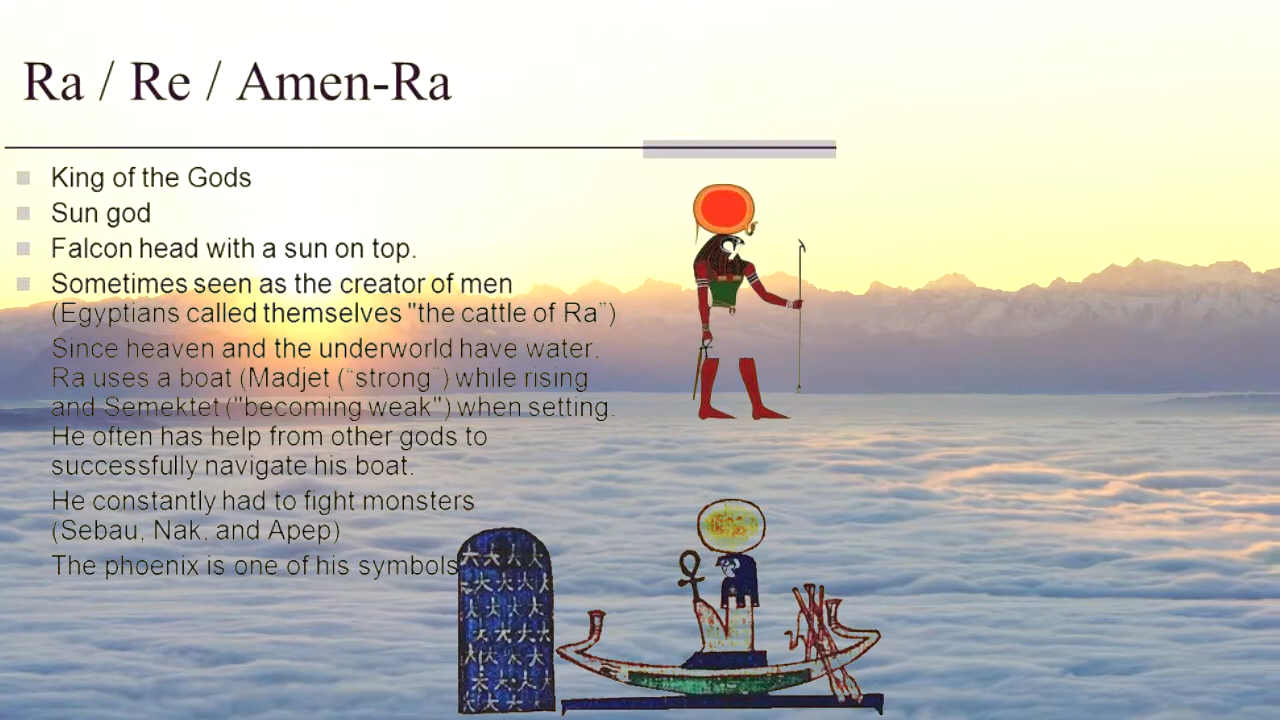 Ra / Re / Amen-Ra
King of the Gods
Sun god
Falcon head with a sun on top.
Sometimes seen as the creator of men
(Egyptians called themselves "the cattle of Ra")
Since heaven and the underworld have water,
Ra uses a boat (Madjet ("strong") while rising
and Semektet ("becoming weak") when setting.
He often has help from other gods to
successfully navigate his boat.
He constantly had to fight monsters
(Sebau, Nak, and Apep)
The phoenix is one of his symbols